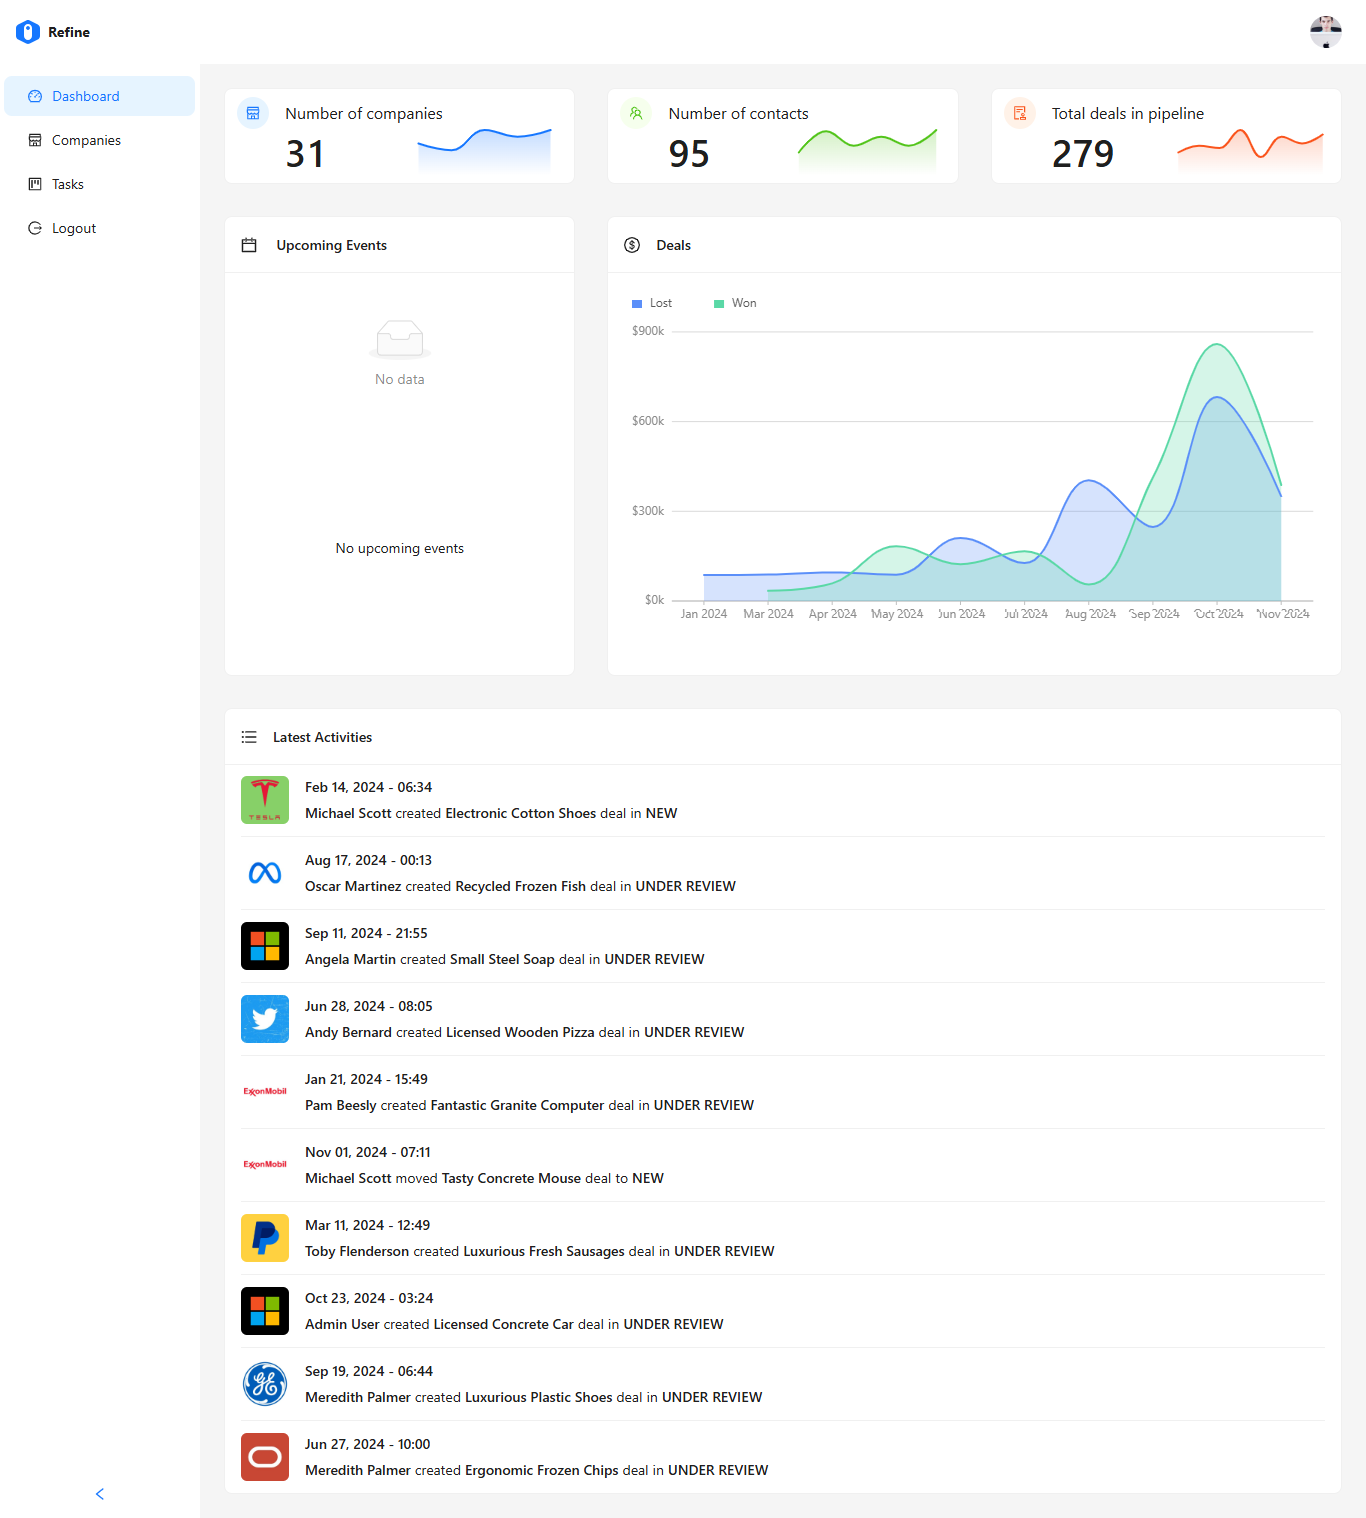 Refine
Dashboard
Companies
Tasks
Logout
Number of companies
31
Number of contacts
95
Total deals in pipeline
279
Upcoming Events
No data
No upcoming events
Deals
Lost
Won
$900k
$600k
$300k
$0k
Jan 2024
Mar 2024
Apr 2024
May 2024
Jun 2024
Jul 2024
Aug 2024
Sep 2024
Oct 2024
Nov 2024
Latest Activities
TESLA
Feb 14, 2024 - 06:34
Michael Scott created Electronic Cotton Shoes deal in NEW
Aug 17, 2024 - 00:13
Oscar Martinez created Recycled Frozen Fish deal in UNDER REVIEW
Sep 11, 2024 - 21:55
Angela Martin created Small Steel Soap deal in UNDER REVIEW
Jun 28, 2024 - 08:05
Andy Bernard created Licensed Wooden Pizza deal in UNDER REVIEW
ExxonMobil
Jan 21, 2024 - 15:49
Pam Beesly created Fantastic Granite Computer deal in UNDER REVIEW
ExxonMobil
Nov 01, 2024 - 07:11
Michael Scott moved Tasty Concrete Mouse deal to NEW
Mar 11, 2024 - 12:49
Toby Flenderson created Luxurious Fresh Sausages deal in UNDER REVIEW
Oct 23, 2024 - 03:24
Admin User created Licensed Concrete Car deal in UNDER REVIEW
GE
Sep 19, 2024 - 06:44
Meredith Palmer created Luxurious Plastic Shoes deal in UNDER REVIEW
Jun 27, 2024 - 10:00
Meredith Palmer created Ergonomic Frozen Chips deal in UNDER REVIEW